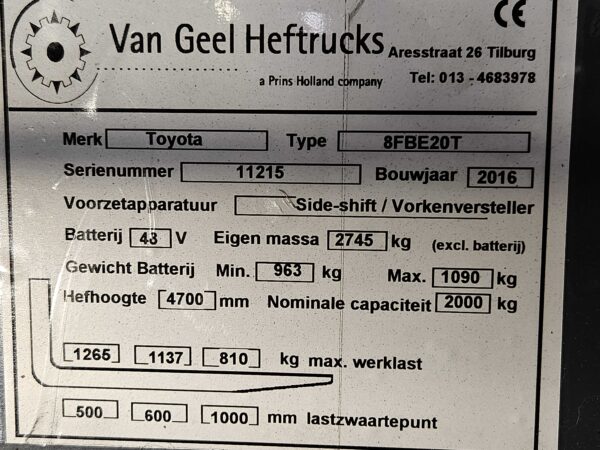 Van Geel Heftrucks
a Prins Holland company
CE
Aresstraat 26 Tilburg
Tel: 013 - 4683978
Merk Toyota Type 8FBE20T
Serienummer 11215 Bouwjaar 2016
Voorzetapparatuur Side-shift / Vorkenversteller
Batterij 48 V Eigen massa 2745 kg (excl. batterij)
Gewicht Batterij Min. 963 kg Max. 1090 kg
Hefhoogte 4700 mm Nominale capaciteit 2000 kg
1265 1137 810 kg max. werklast
500 600 1000 mm lastzwaartepunt